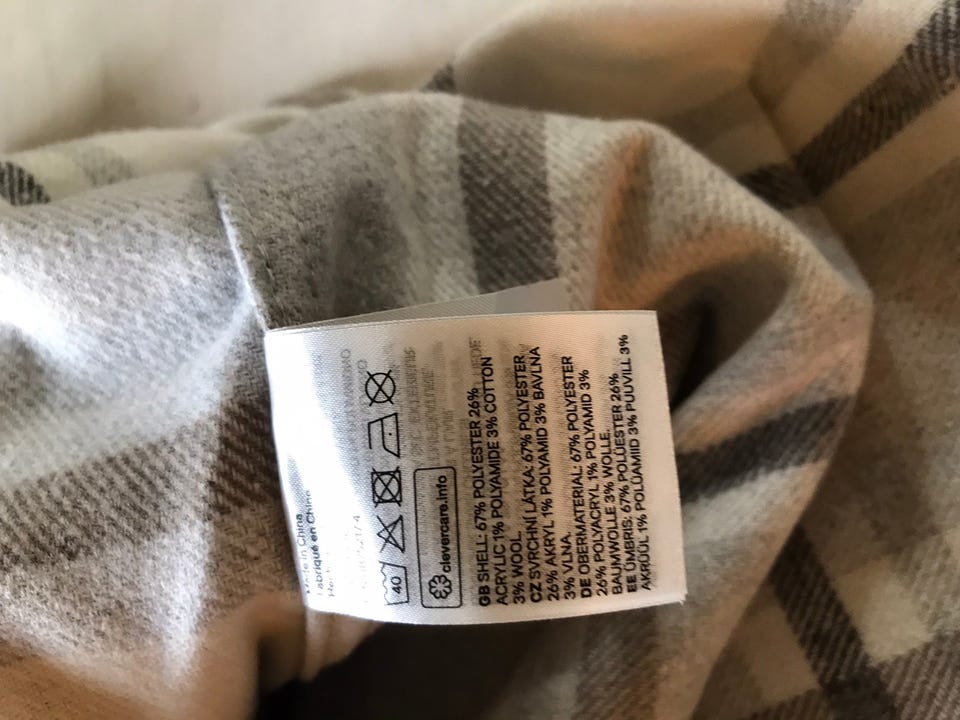 Made in China
Fabriqué en Chine
40
clevercare.info
GB SHELL: 67% POLYESTER 26%
ACRYLIC 1% POLYAMIDE 3% COTTON
3% WOOL
CZ SVRCHNÍ LÁTKA: 67% POLYESTER
26% AKRYL 1% POLYAMID 3% BAVLNA
3% VLNA.
DE OBERMATERIAL: 67% POLYESTER
26% POLYACRYL 1% POLYAMID 3%
BAUMWOLLE 3% WOLLE.
EE ÜMBRIS: 67% POLÜESTER 26%
AKRÜÜL 1% POLÜAMIID 3% PUUVILL 3%